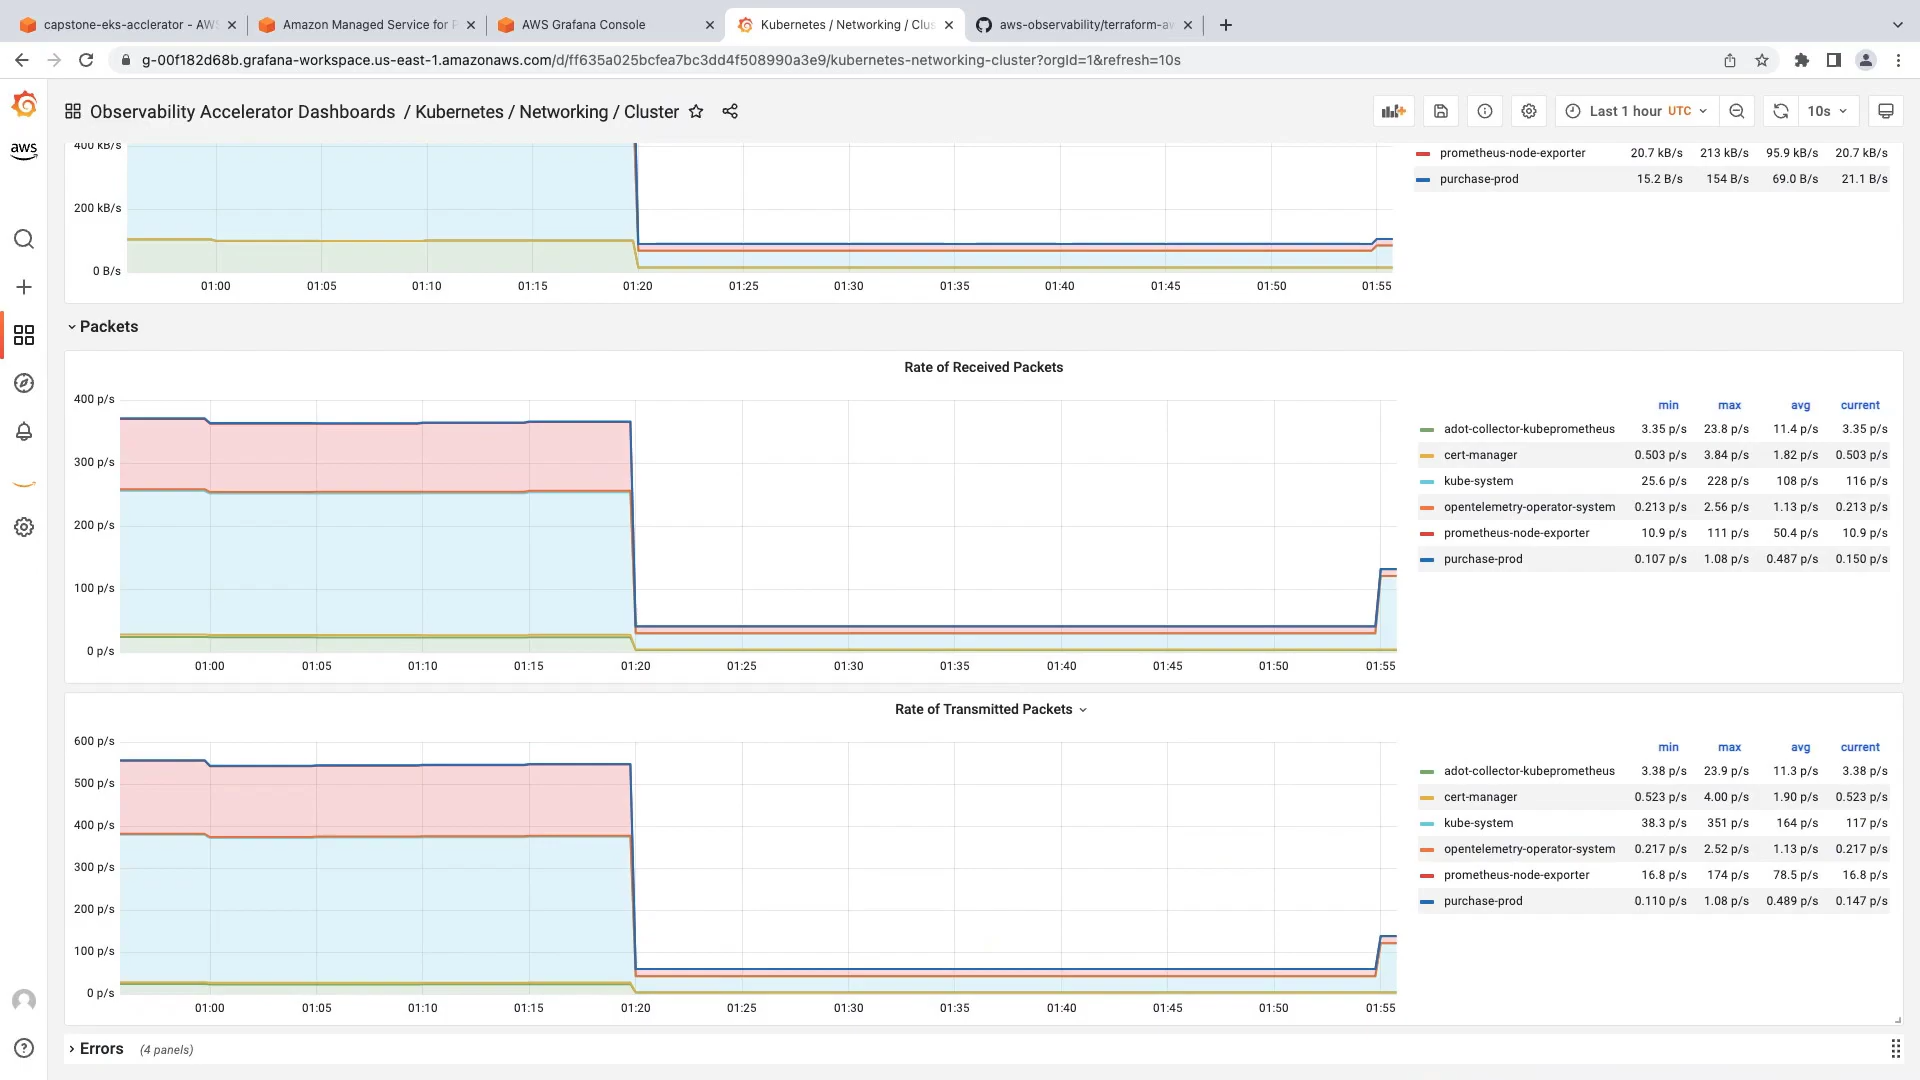 capstone-eks-acclerator - AWS
Amazon Managed Service for P
AWS Grafana Console
Kubernetes / Networking / Clus
aws-observability/terraform-aw
g-00f182d68b.grafana-workspace.us-east-1.amazonaws.com/d/ff635a025bcfea7bc3dd4f508990a3e9/kubernetes-networking-cluster?orgId=1&refresh=10s
Observability Accelerator Dashboards / Kubernetes / Networking / Cluster
Last 1 hour UTC
10s
aws
400 kB/s
200 kB/s
0 B/s
01:00 01:05 01:10 01:15 01:20 01:25 01:30 01:35 01:40 01:45 01:50 01:55
prometheus-node-exporter 20.7 kB/s 213 kB/s 95.9 kB/s 20.7 kB/s
purchase-prod 15.2 B/s 154 B/s 69.0 B/s 21.1 B/s
Packets
Rate of Received Packets
400 p/s
300 p/s
200 p/s
100 p/s
0 p/s
01:00 01:05 01:10 01:15 01:20 01:25 01:30 01:35 01:40 01:45 01:50 01:55
min max avg current
adot-collector-kubeprometheus 3.35 p/s 23.8 p/s 11.4 p/s 3.35 p/s
cert-manager 0.503 p/s 3.84 p/s 1.82 p/s 0.503 p/s
kube-system 25.6 p/s 228 p/s 108 p/s 116 p/s
opentelemetry-operator-system 0.213 p/s 2.56 p/s 1.13 p/s 0.213 p/s
prometheus-node-exporter 10.9 p/s 111 p/s 50.4 p/s 10.9 p/s
purchase-prod 0.107 p/s 1.08 p/s 0.487 p/s 0.150 p/s
Rate of Transmitted Packets
600 p/s
500 p/s
400 p/s
300 p/s
200 p/s
100 p/s
0 p/s
01:00 01:05 01:10 01:15 01:20 01:25 01:30 01:35 01:40 01:45 01:50 01:55
min max avg current
adot-collector-kubeprometheus 3.38 p/s 23.9 p/s 11.3 p/s 3.38 p/s
cert-manager 0.523 p/s 4.00 p/s 1.90 p/s 0.523 p/s
kube-system 38.3 p/s 351 p/s 164 p/s 117 p/s
opentelemetry-operator-system 0.217 p/s 2.52 p/s 1.13 p/s 0.217 p/s
prometheus-node-exporter 16.8 p/s 174 p/s 78.5 p/s 16.8 p/s
purchase-prod 0.110 p/s 1.08 p/s 0.489 p/s 0.147 p/s
Errors (4 panels)